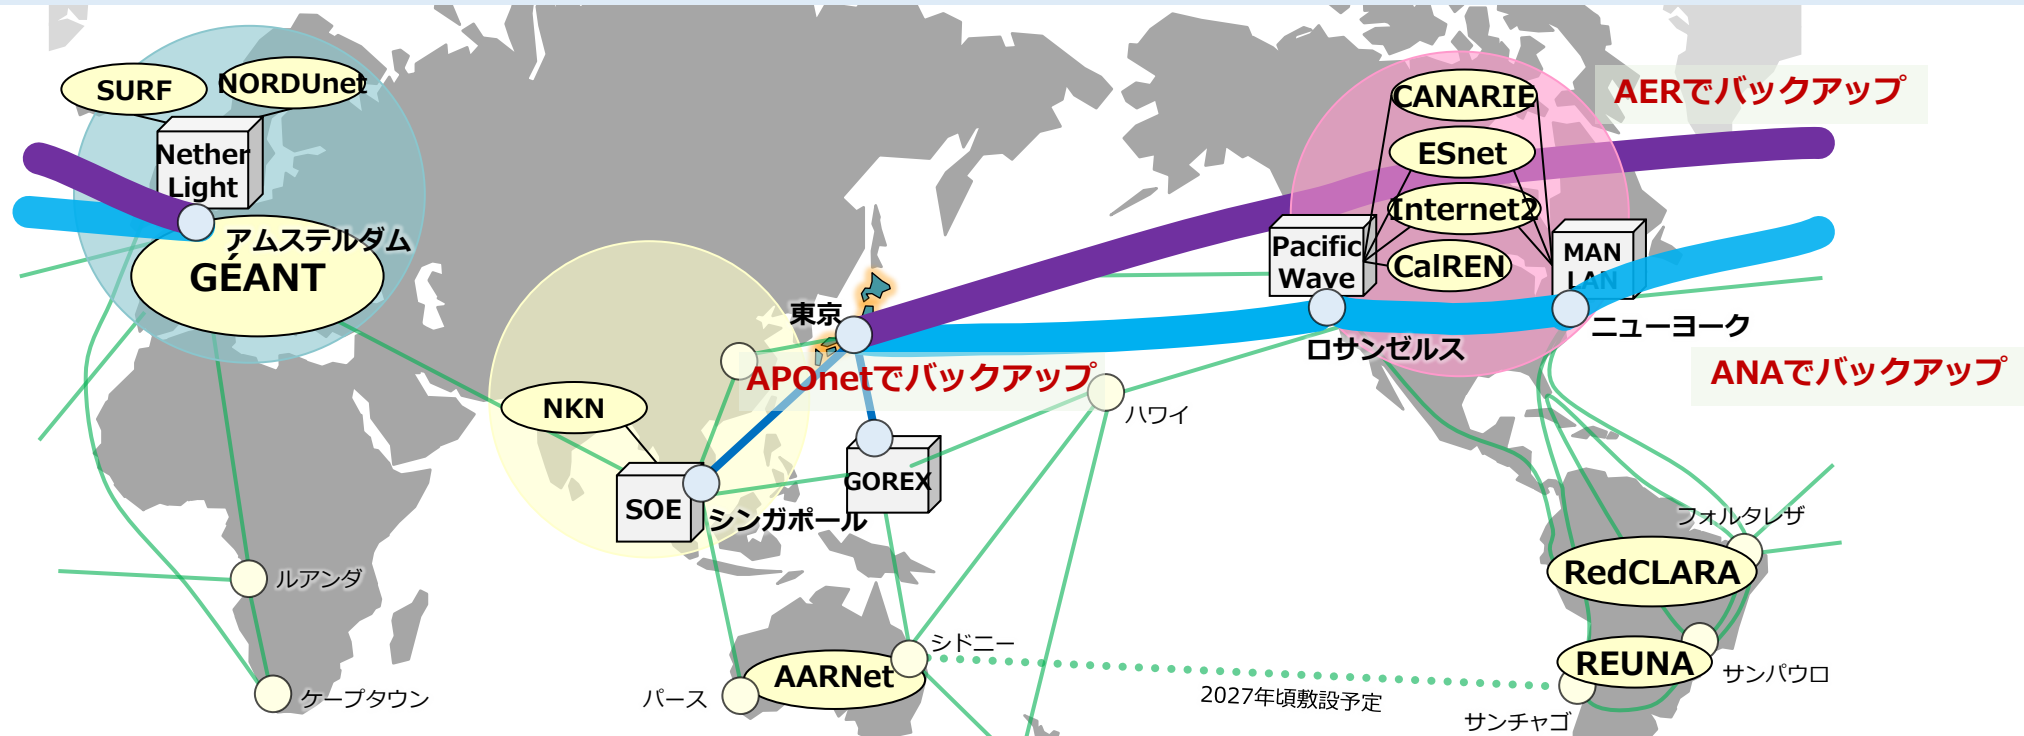 SURF
NORDUnet
Nether
Light
アムステルダム
GÉANT
CANARIE
ESnet
Internet2
CalREN
Pacific
Wave
MAN
LAN
AERでバックアップ
東京
ロサンゼルス
ニューヨーク
APOnetでバックアップ
ANAでバックアップ
ハワイ
NKN
SOE
シンガポール
GOREX
フォルタレザ
RedCLARA
ルアンダ
シドニー
AARNet
REUNA
サンパウロ
ケープタウン
パース
2027年頃敷設予定
サンチャゴ